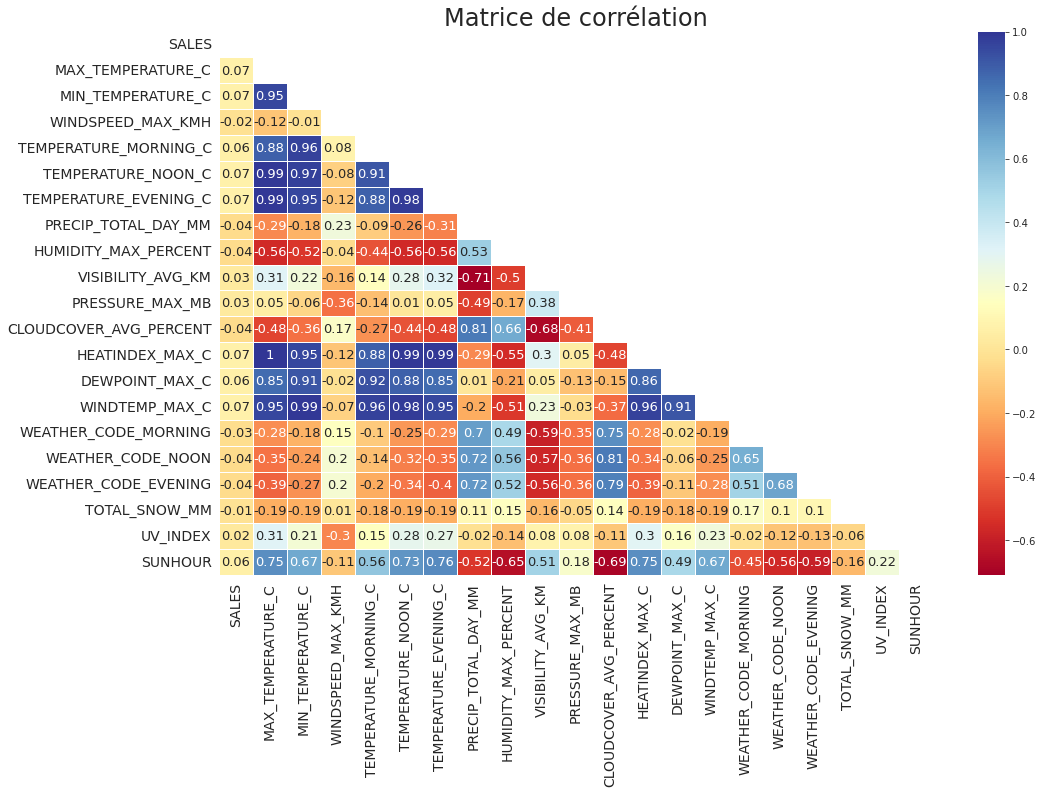 Matrice de corrélation
SALES
MAX_TEMPERATURE_C 0.07
MIN_TEMPERATURE_C 0.07 0.95
WINDSPEED_MAX_KMH -0.02 -0.12 -0.01
TEMPERATURE_MORNING_C 0.06 0.88 0.96 0.08
TEMPERATURE_NOON_C 0.07 0.99 0.97 -0.08 0.91
TEMPERATURE_EVENING_C 0.07 0.99 0.95 -0.12 0.88 0.98
PRECIP_TOTAL_DAY_MM -0.04 -0.29 -0.18 0.23 -0.09 -0.26 -0.31
HUMIDITY_MAX_PERCENT -0.04 -0.56 -0.52 -0.04 -0.44 -0.56 -0.56 0.53
VISIBILITY_AVG_KM 0.03 0.31 0.22 -0.16 0.14 0.28 0.32 -0.71 -0.5
PRESSURE_MAX_MB 0.03 0.05 -0.06 -0.36 -0.14 0.01 0.05 -0.49 -0.17 0.38
CLOUDCOVER_AVG_PERCENT -0.04 -0.48 -0.36 0.17 -0.27 -0.44 -0.48 0.81 0.66 -0.68 -0.41
HEATINDEX_MAX_C 0.07 1 0.95 -0.12 0.88 0.99 0.99 -0.29 -0.55 0.3 0.05 -0.48
DEWPOINT_MAX_C 0.06 0.85 0.91 -0.02 0.92 0.88 0.85 0.01 -0.21 0.05 -0.13 -0.15 0.86
WINDTEMP_MAX_C 0.07 0.95 0.99 -0.07 0.96 0.98 0.95 -0.2 -0.51 0.23 -0.03 -0.37 0.96 0.91
WEATHER_CODE_MORNING -0.03 -0.28 -0.18 0.15 -0.1 -0.25 -0.29 0.7 0.49 -0.59 -0.35 0.75 -0.28 -0.02 -0.19
WEATHER_CODE_NOON -0.04 -0.35 -0.24 0.2 -0.14 -0.32 -0.35 0.72 0.56 -0.57 -0.36 0.81 -0.34 -0.06 -0.25 0.65
WEATHER_CODE_EVENING -0.04 -0.39 -0.27 0.2 -0.2 -0.34 -0.4 0.72 0.52 -0.56 -0.36 0.79 -0.39 -0.11 -0.28 0.51 0.68
TOTAL_SNOW_MM -0.01 -0.19 -0.19 0.01 -0.18 -0.19 -0.19 0.11 0.15 -0.16 -0.05 0.14 -0.19 -0.18 -0.19 0.17 0.1 0.1
UV_INDEX 0.02 0.31 0.21 -0.3 0.15 0.28 0.27 -0.02 -0.14 0.08 0.08 -0.11 0.3 0.16 0.23 -0.02 -0.12 -0.13 -0.06
SUNHOUR 0.06 0.75 0.67 -0.11 0.56 0.73 0.76 -0.52 -0.65 0.51 0.18 -0.69 0.75 0.49 0.67 -0.45 -0.56 -0.59 -0.16 0.22
SALES
MAX_TEMPERATURE_C
MIN_TEMPERATURE_C
WINDSPEED_MAX_KMH
TEMPERATURE_MORNING_C
TEMPERATURE_NOON_C
TEMPERATURE_EVENING_C
PRECIP_TOTAL_DAY_MM
HUMIDITY_MAX_PERCENT
VISIBILITY_AVG_KM
PRESSURE_MAX_MB
CLOUDCOVER_AVG_PERCENT
HEATINDEX_MAX_C
DEWPOINT_MAX_C
WINDTEMP_MAX_C
WEATHER_CODE_MORNING
WEATHER_CODE_NOON
WEATHER_CODE_EVENING
TOTAL_SNOW_MM
UV_INDEX
SUNHOUR
1.0
0.8
0.6
0.4
0.2
0.0
−0.2
−0.4
−0.6